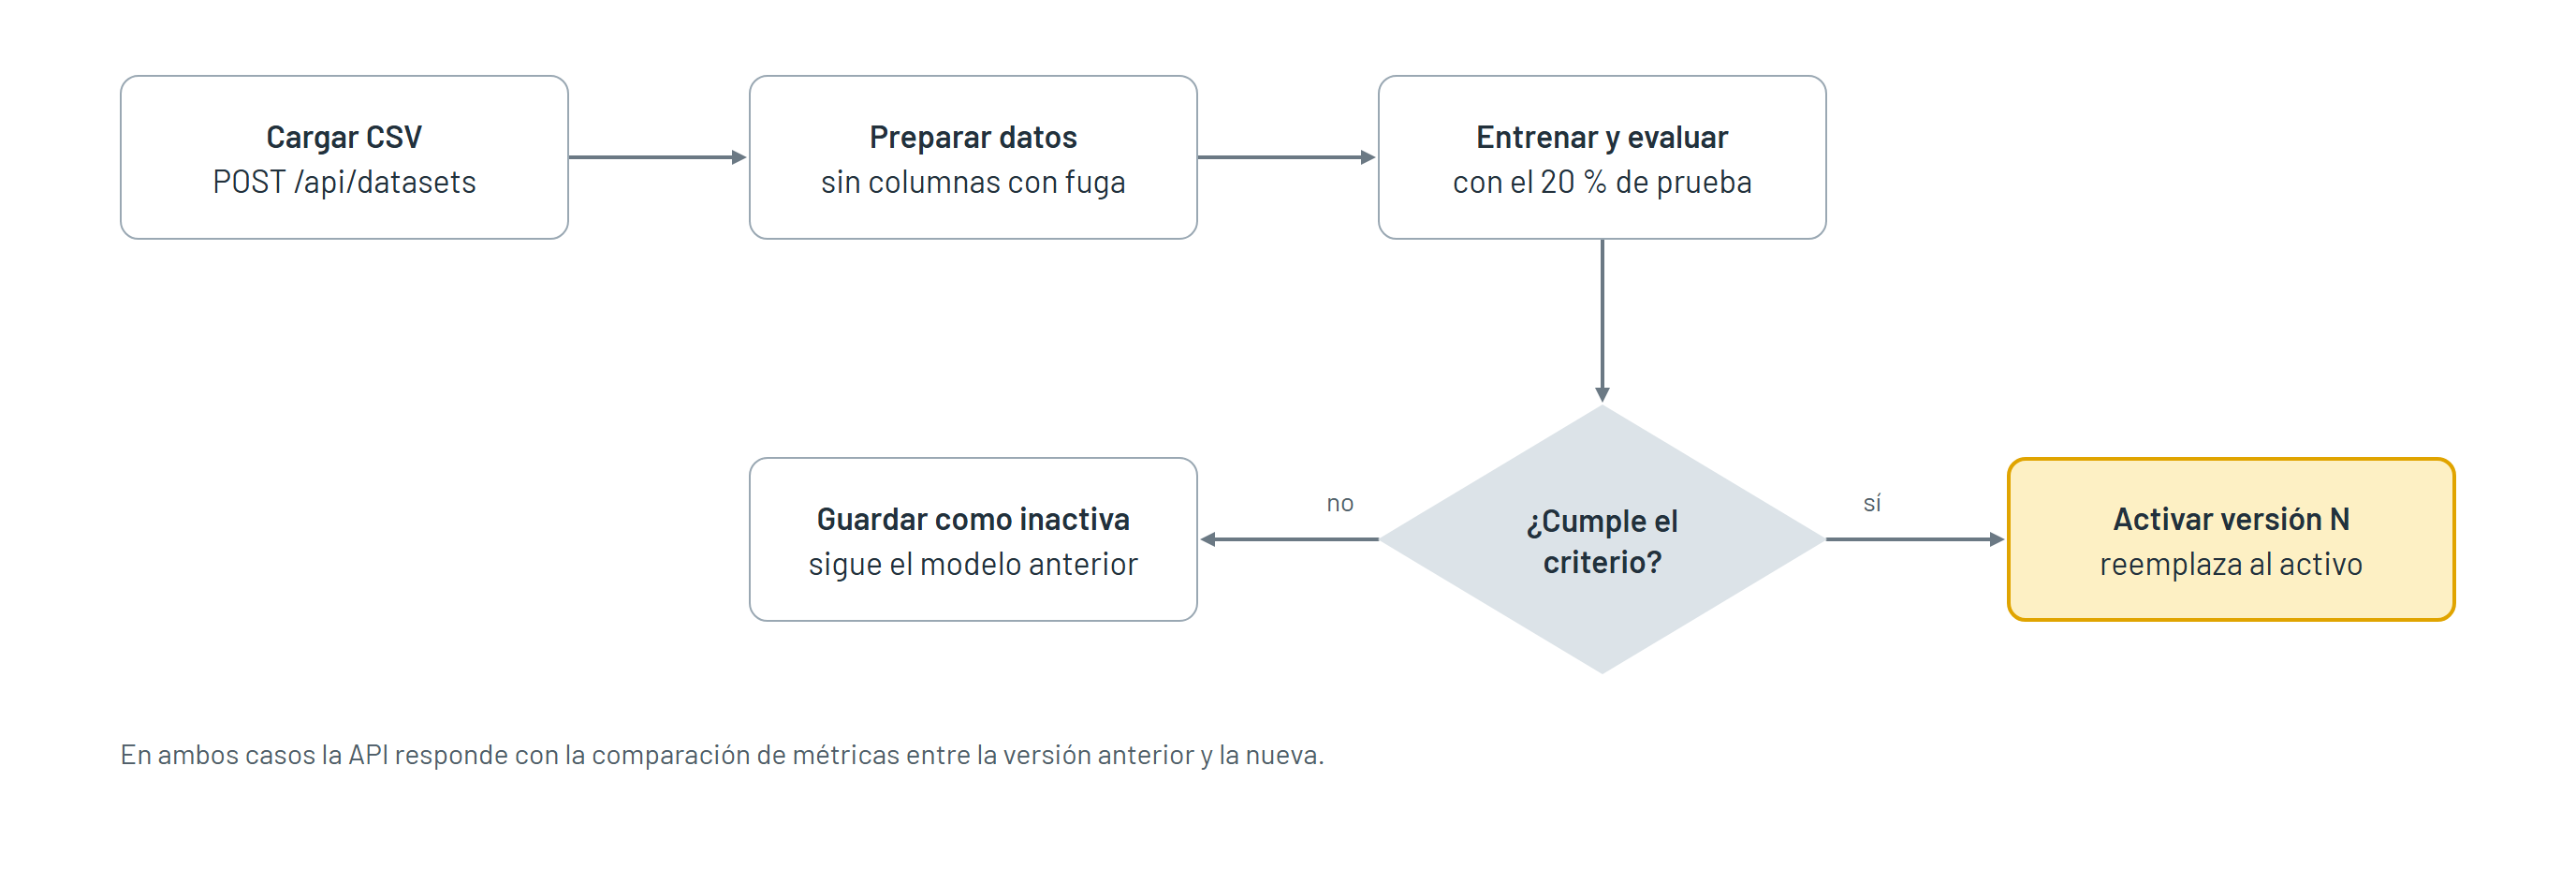 Cargar CSV
POST /api/datasets
Preparar datos
sin columnas con fuga
Entrenar y evaluar
con el 20 % de prueba
Guardar como inactiva
sigue el modelo anterior
no
¿Cumple el
criterio?
sí
Activar versión N
reemplaza al activo
En ambos casos la API responde con la comparación de métricas entre la versión anterior y la nueva.